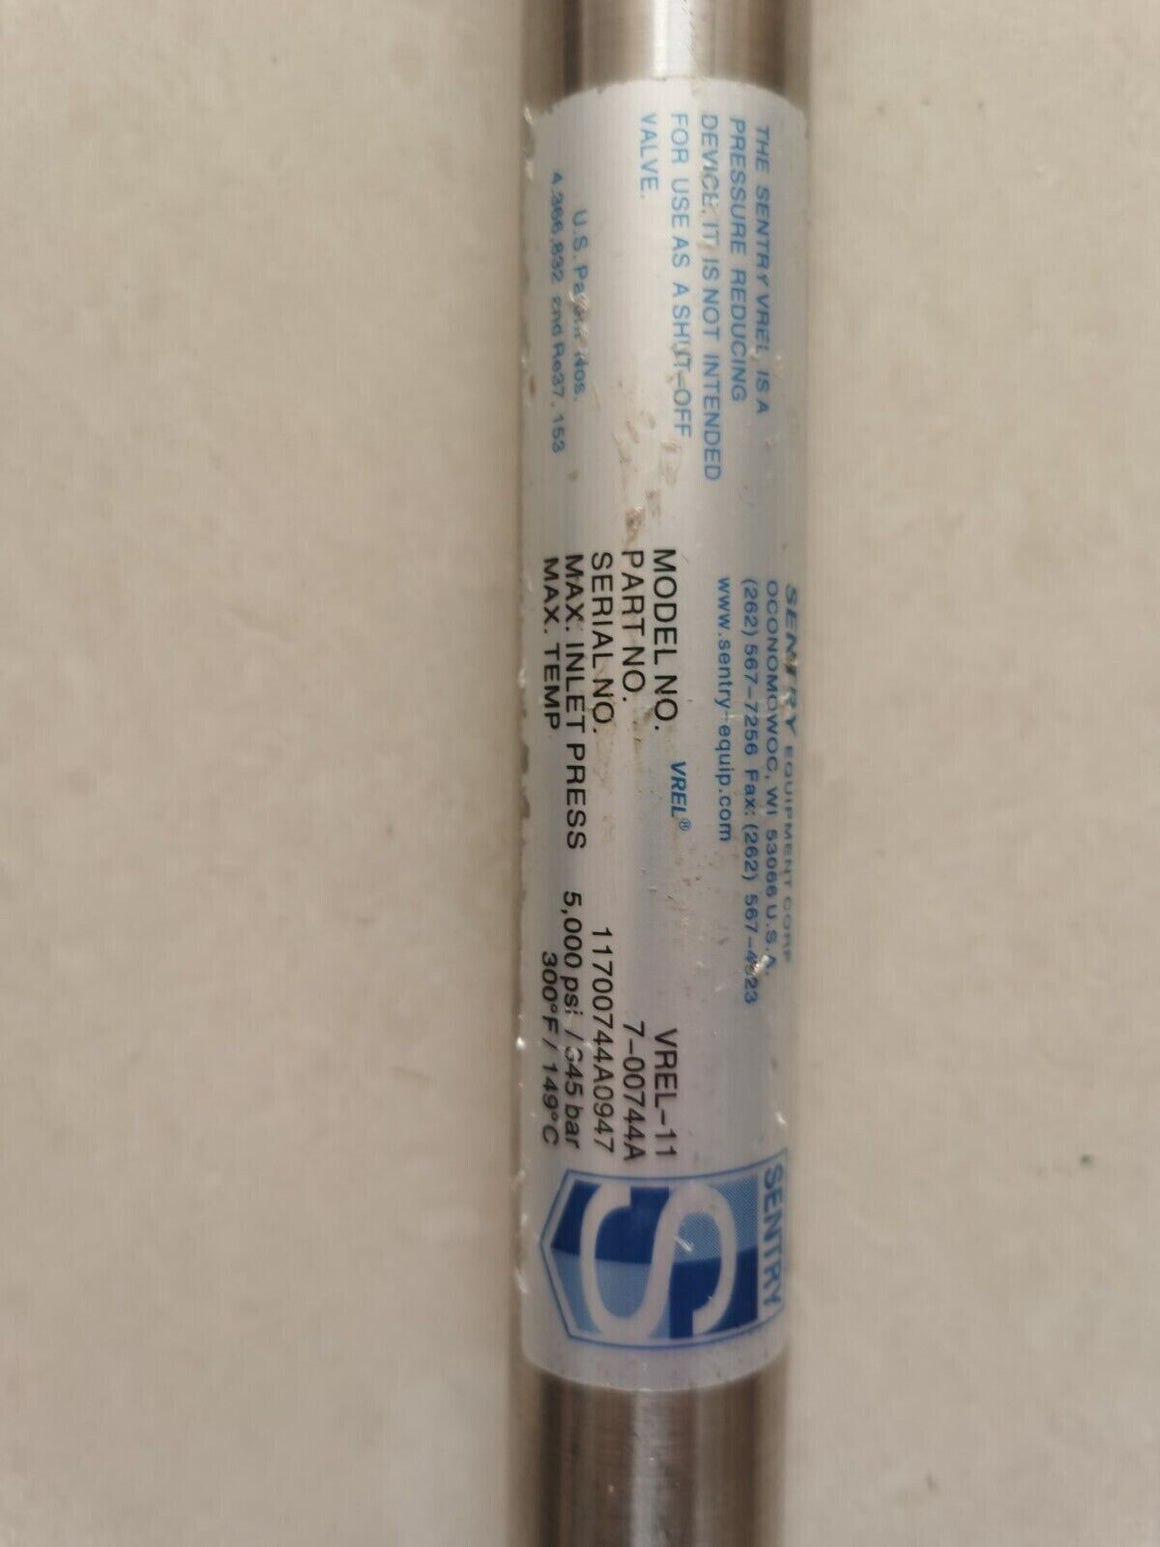 THE SENTRY VREL IS A
PRESSURE REDUCING
DEVICE. IT IS NOT INTENDED
FOR USE AS A SHUT-OFF
VALVE.
U.S. Patent Nos.
4,366,832 and Re37,153
SENTRY EQUIPMENT CORP
OCONOMOWOC, WI 53066 U.S.A.
(262) 567-7256 Fax: (262) 567-4523
www.sentry-equip.com
VREL®
MODEL NO. VREL-11
PART NO. 7-00744A
SERIAL NO. 11700744A0947
MAX. INLET PRESS 5,000 psi / 345 bar
MAX. TEMP 300°F / 149°C
SENTRY
S